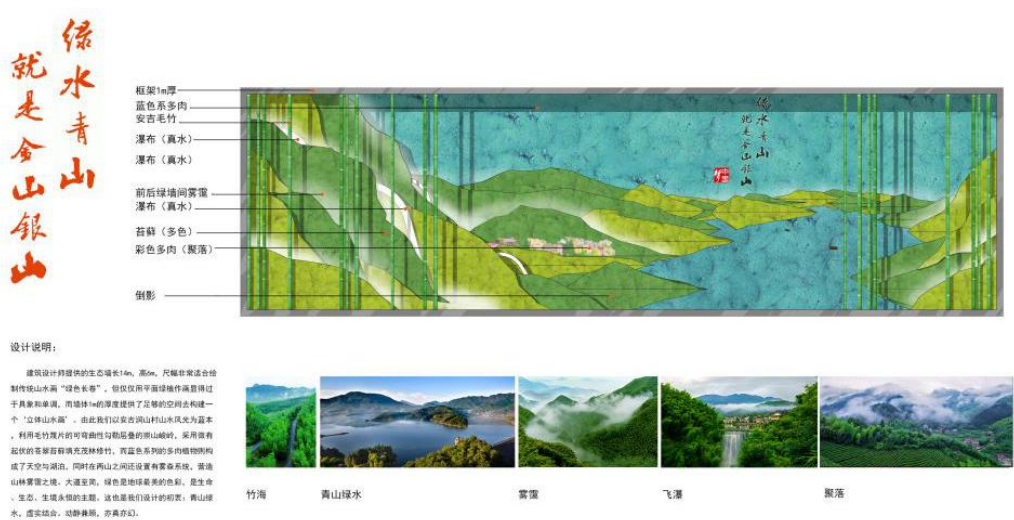 绿水青山
就是金山银山
框架1m厚
蓝色系多肉
安吉毛竹
瀑布（真水）
瀑布（真水）
前后绿墙间雾霭
瀑布（真水）
苔藓（多色）
彩色多肉（聚落）
倒影
绿水青山
就是金山银山
设计说明：
建筑设计师提供的生态墙长14m，高6m，尺幅非常适合绘
制传统山水画“绿色长卷”，但仅仅用平面绿植作画显得过
于具象和单调，而墙体1m的厚度提供了足够的空间去构建一
个‘立体山水画’。由此我们以安吉润山村山水风光为蓝本
，利用毛竹篾片的可弯曲性勾勒层叠的崇山峻岭，采用微有
起伏的苍翠苔藓填充茂林修竹，而蓝色系列的多肉植物则构
成了天空与湖泊。同时在两山之间还设置有雾森系统，营造
山林雾霭之境。大道至简，绿色是地球最美的色彩，是生命
、生态、生境永恒的主题，这也是我们设计的初衷：青山绿
水，虚实结合、动静兼顾，亦真亦幻。
竹海
青山绿水
雾霭
飞瀑
聚落